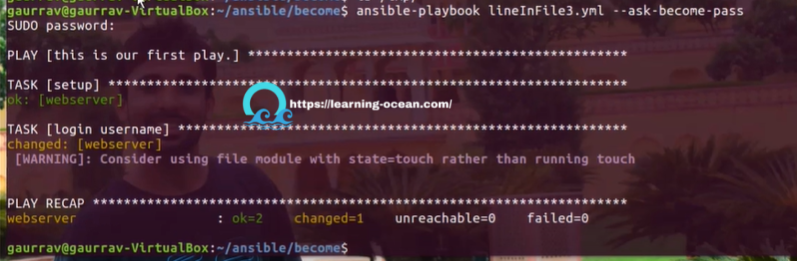 gaurrav@gaurrav-VirtualBox:~/ansible/become$ ansible-playbook lineInFile3.yml --ask-become-pass
SUDO password:
PLAY [this is our first play.] ************************************************
TASK [setup] ******************************************************************
ok: [webserver]
https://learning-ocean.com/
TASK [login username] *********************************************************
changed: [webserver]
[WARNING]: Consider using file module with state=touch rather than running touch
PLAY RECAP ********************************************************************
webserver : ok=2 changed=1 unreachable=0 failed=0
gaurrav@gaurrav-VirtualBox:~/ansible/become$